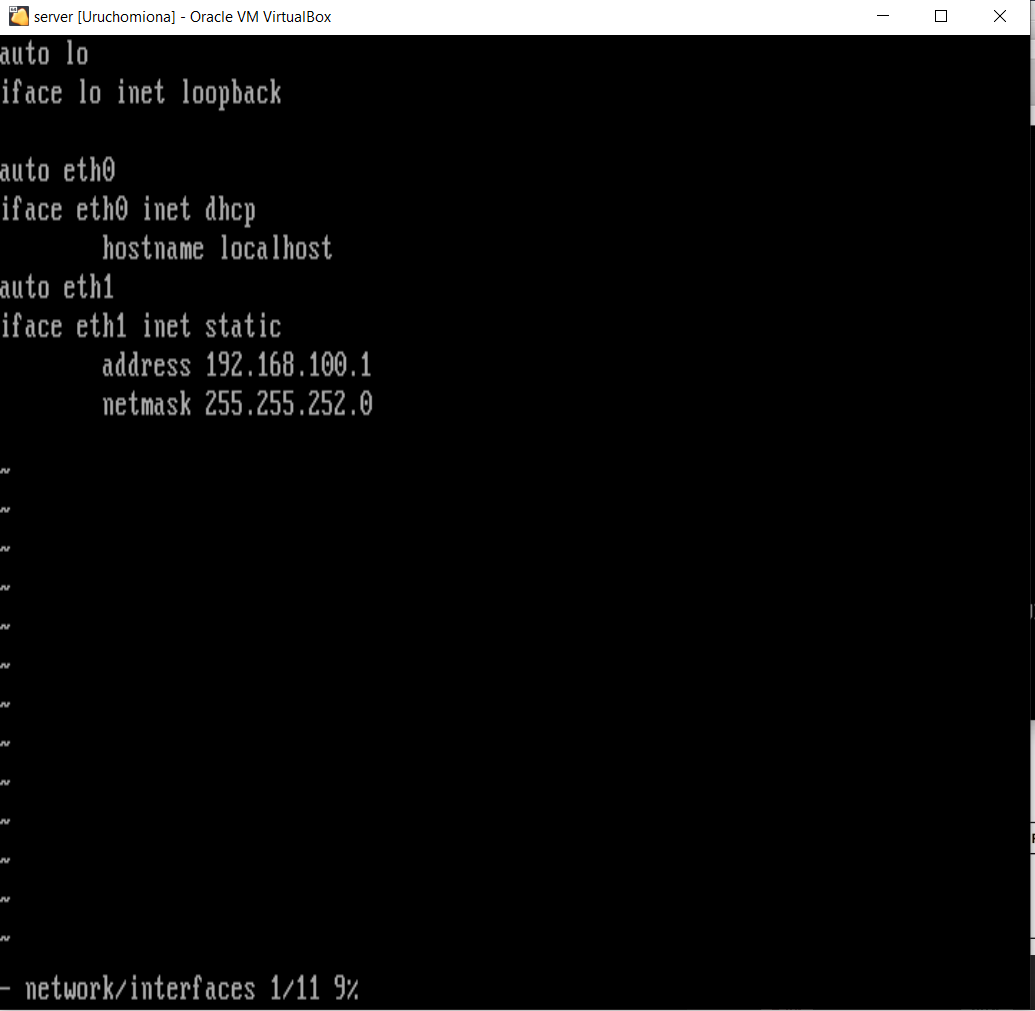 server [Uruchomiona] - Oracle VM VirtualBox
auto lo
iface lo inet loopback
auto eth0
iface eth0 inet dhcp
hostname localhost
auto eth1
iface eth1 inet static
address 192.168.100.1
netmask 255.255.252.0
~
~
~
~
~
~
~
~
~
~
~
~
~
- network/interfaces 1/11 9%